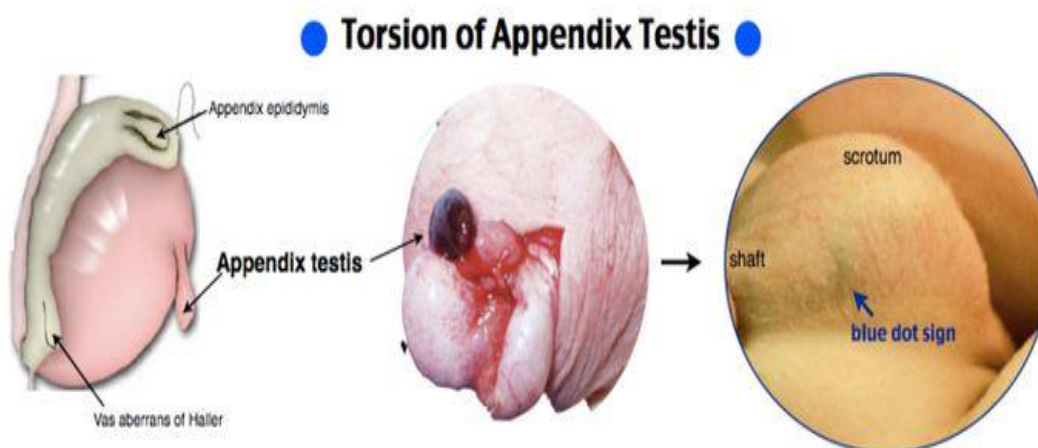 Torsion of Appendix Testis
Appendix epididymis
Appendix testis
Vas aberrans of Haller
scrotum
shaft
blue dot sign